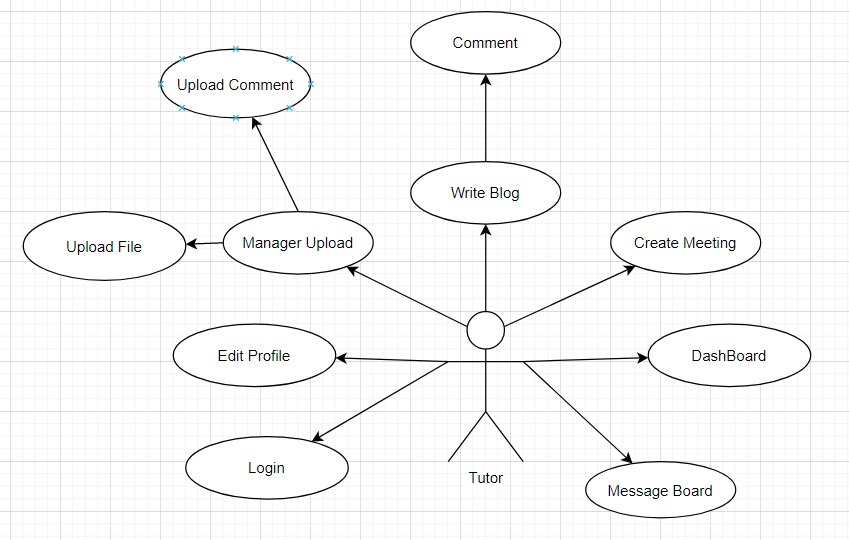 Comment
Upload Comment
Write Blog
Upload File
Manager Upload
Create Meeting
Edit Profile
DashBoard
Login
Tutor
Message Board